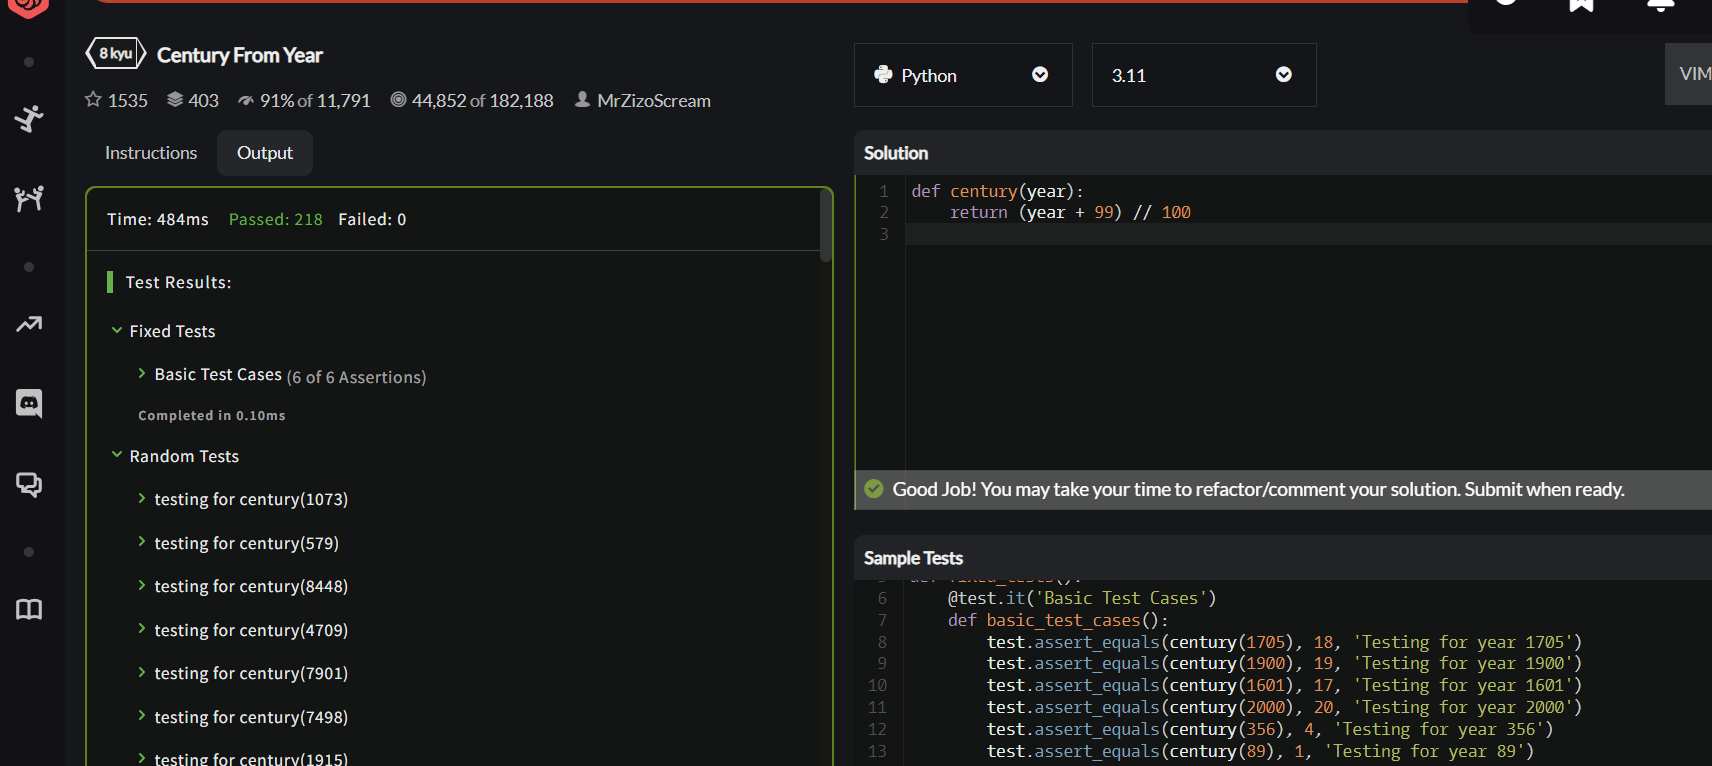 8 kyu Century From Year
1535 403 91% of 11,791 44,852 of 182,188 MrZizoScream
Instructions Output
Time: 484ms Passed: 218 Failed: 0
Test Results:
Fixed Tests
Basic Test Cases (6 of 6 Assertions)
Completed in 0.10ms
Random Tests
testing for century(1073)
testing for century(579)
testing for century(8448)
testing for century(4709)
testing for century(7901)
testing for century(7498)
testing for century(1915)
Python 3.11 VIM
Solution
1 def century(year):
2 return (year + 99) // 100
3
Good Job! You may take your time to refactor/comment your solution. Submit when ready.
Sample Tests
6 @test.it('Basic Test Cases')
7 def basic_test_cases():
8 test.assert_equals(century(1705), 18, 'Testing for year 1705')
9 test.assert_equals(century(1900), 19, 'Testing for year 1900')
10 test.assert_equals(century(1601), 17, 'Testing for year 1601')
11 test.assert_equals(century(2000), 20, 'Testing for year 2000')
12 test.assert_equals(century(356), 4, 'Testing for year 356')
13 test.assert_equals(century(89), 1, 'Testing for year 89')